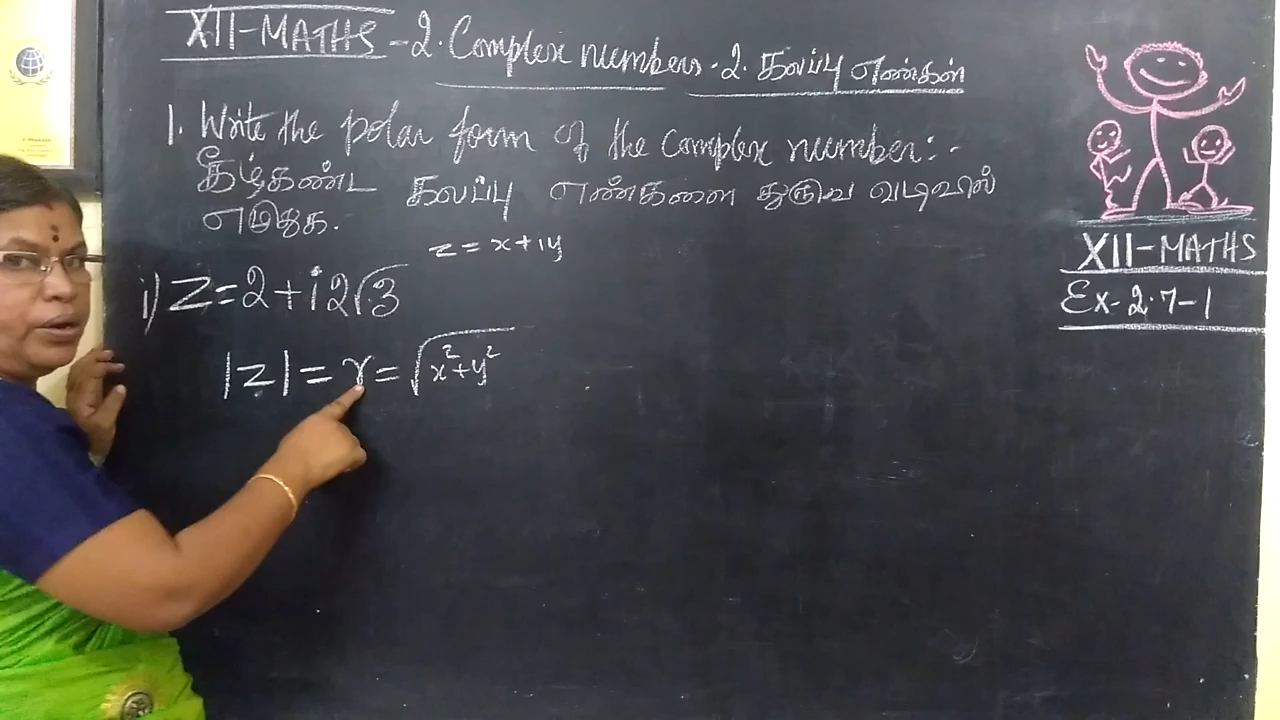 XII-MATHS - 2. Complex numbers - 2. கலப்பு எண்கள்
1. Write the polar form of the complex number: -
கீழ்கண்ட கலப்பு எண்களை துருவ வடிவில்
எழுதுக.
z = x + iy
i) Z = 2 + i 2√3
|z| = r = √x²+y²
XII-MATHS
Ex- 2.7-1